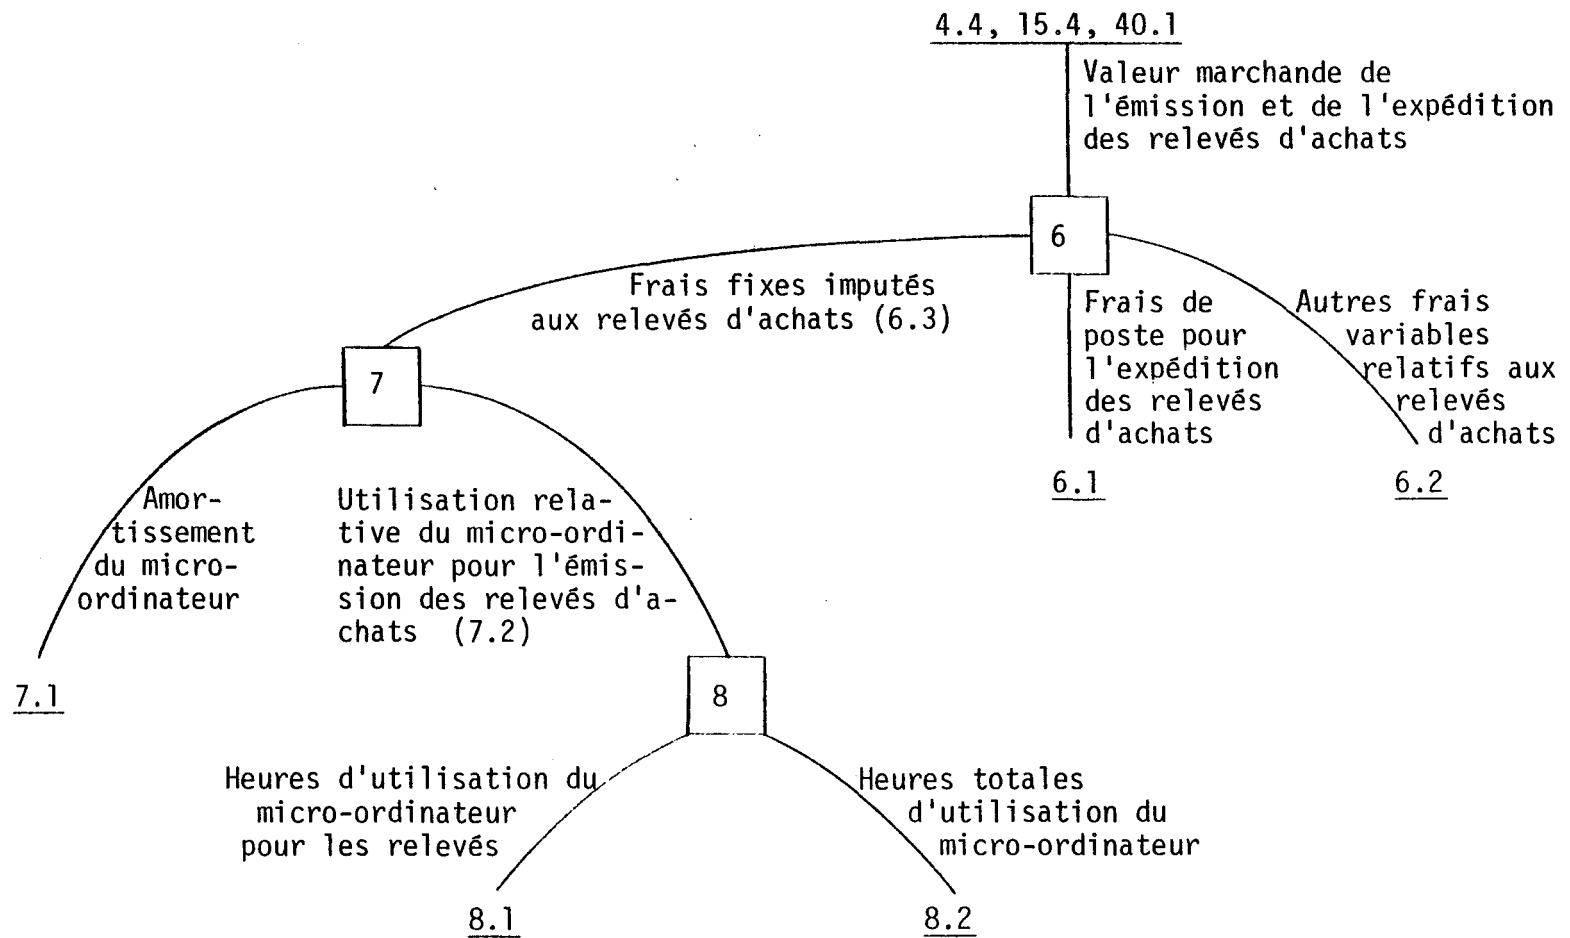 4.4, 15.4, 40.1
Valeur marchande de
l'émission et de l'expédition
des relevés d'achats
6
Frais fixes imputés
aux relevés d'achats (6.3)
Frais de
poste pour
l'expédition
des relevés
d'achats
Autres frais
variables
relatifs aux
relevés
d'achats
6.1
6.2
7
Amor-
tissement
du micro-
ordinateur
Utilisation rela-
tive du micro-ordi-
nateur pour l'émis-
sion des relevés d'a-
chats (7.2)
7.1
8
Heures d'utilisation du
micro-ordinateur
pour les relevés
Heures totales
d'utilisation du
micro-ordinateur
8.1
8.2